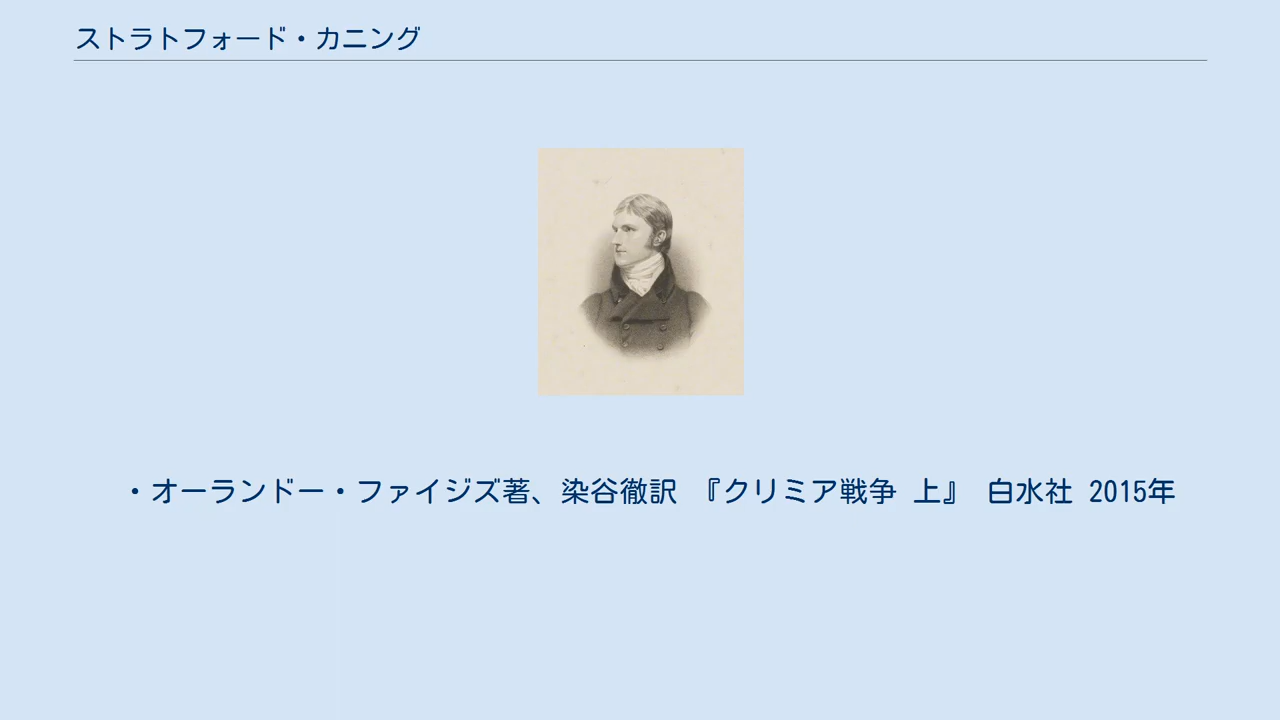 ストラトフォード・カニング
・オーランドー・ファイジズ著、染谷徹訳 『クリミア戦争 上』 白水社 2015年